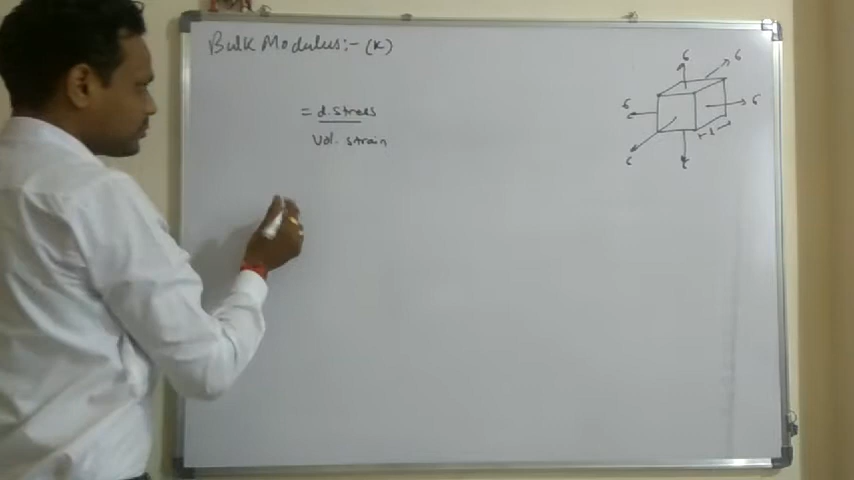 Bulk Modulus:- (K)
= d. stress
Vol. strain
σ
σ
σ
σ
σ
σ
L